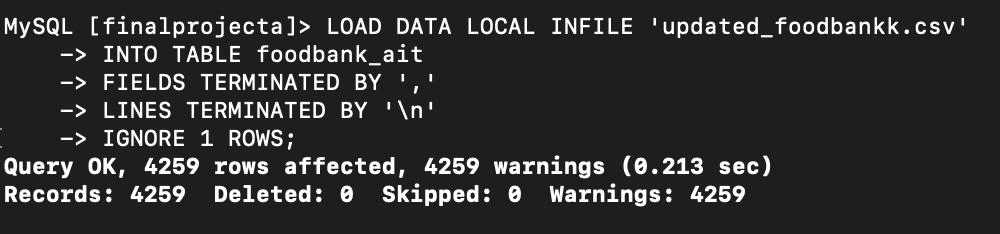 MySQL [finalprojecta]> LOAD DATA LOCAL INFILE 'updated_foodbankk.csv'
    -> INTO TABLE foodbank_ait
    -> FIELDS TERMINATED BY ','
    -> LINES TERMINATED BY '\n'
    -> IGNORE 1 ROWS;
Query OK, 4259 rows affected, 4259 warnings (0.213 sec)
Records: 4259  Deleted: 0  Skipped: 0  Warnings: 4259